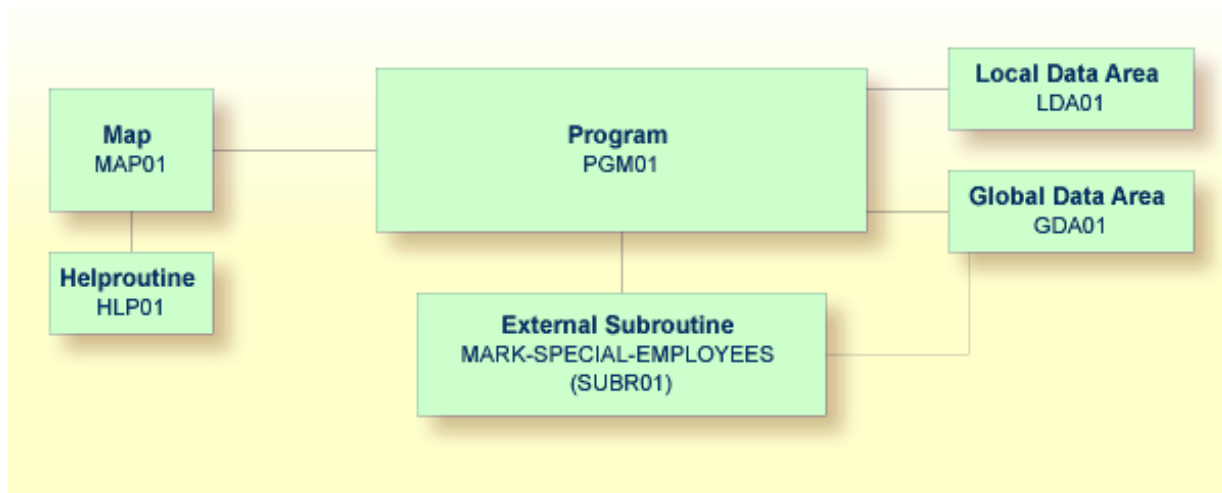 Map
MAP01
Helproutine
HLP01
Program
PGM01
External Subroutine
MARK-SPECIAL-EMPLOYEES
(SUBR01)
Local Data Area
LDA01
Global Data Area
GDA01